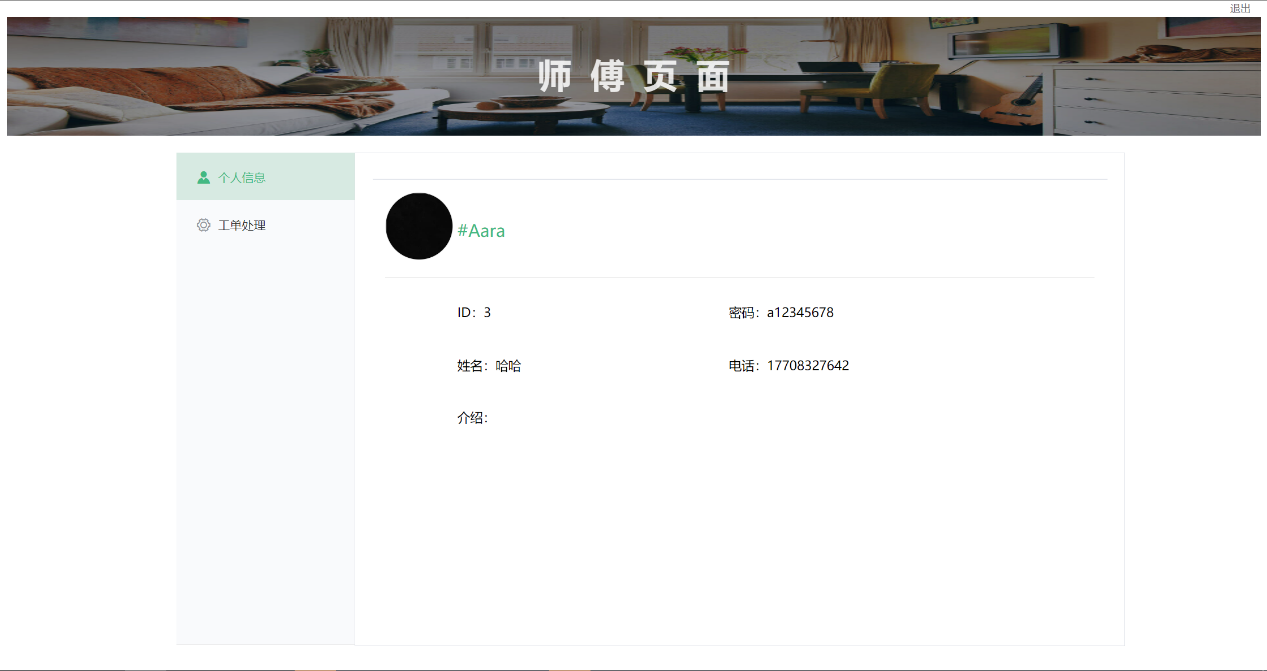 退出
师傅页面
个人信息
工单处理
#Aara
ID：3 密码：a12345678
姓名：哈哈 电话：17708327642
介绍：